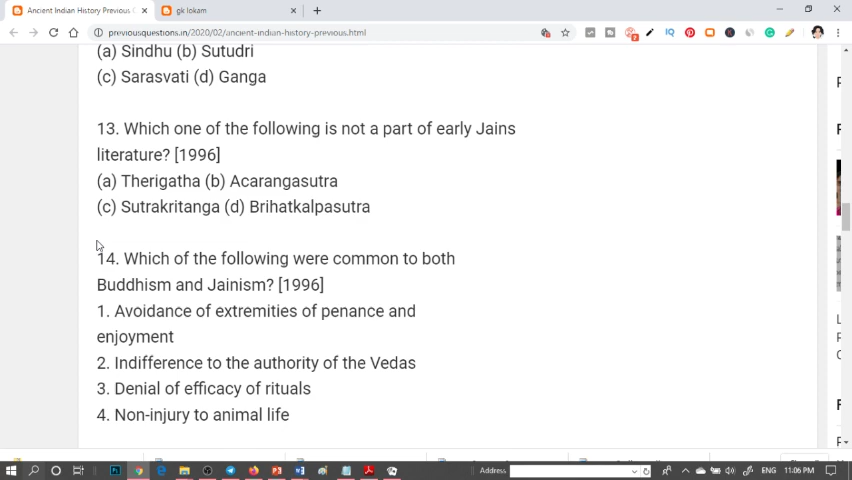 Ancient Indian History Previous
gk lokam
previousquestions.in/2020/02/ancient-indian-history-previous.html
(a) Sindhu (b) Sutudri
(c) Sarasvati (d) Ganga
13. Which one of the following is not a part of early Jains
literature? [1996]
(a) Therigatha (b) Acarangasutra
(c) Sutrakritanga (d) Brihatkalpasutra
14. Which of the following were common to both
Buddhism and Jainism? [1996]
1. Avoidance of extremities of penance and
enjoyment
2. Indifference to the authority of the Vedas
3. Denial of efficacy of rituals
4. Non-injury to animal life
Address
ENG
11:06 PM